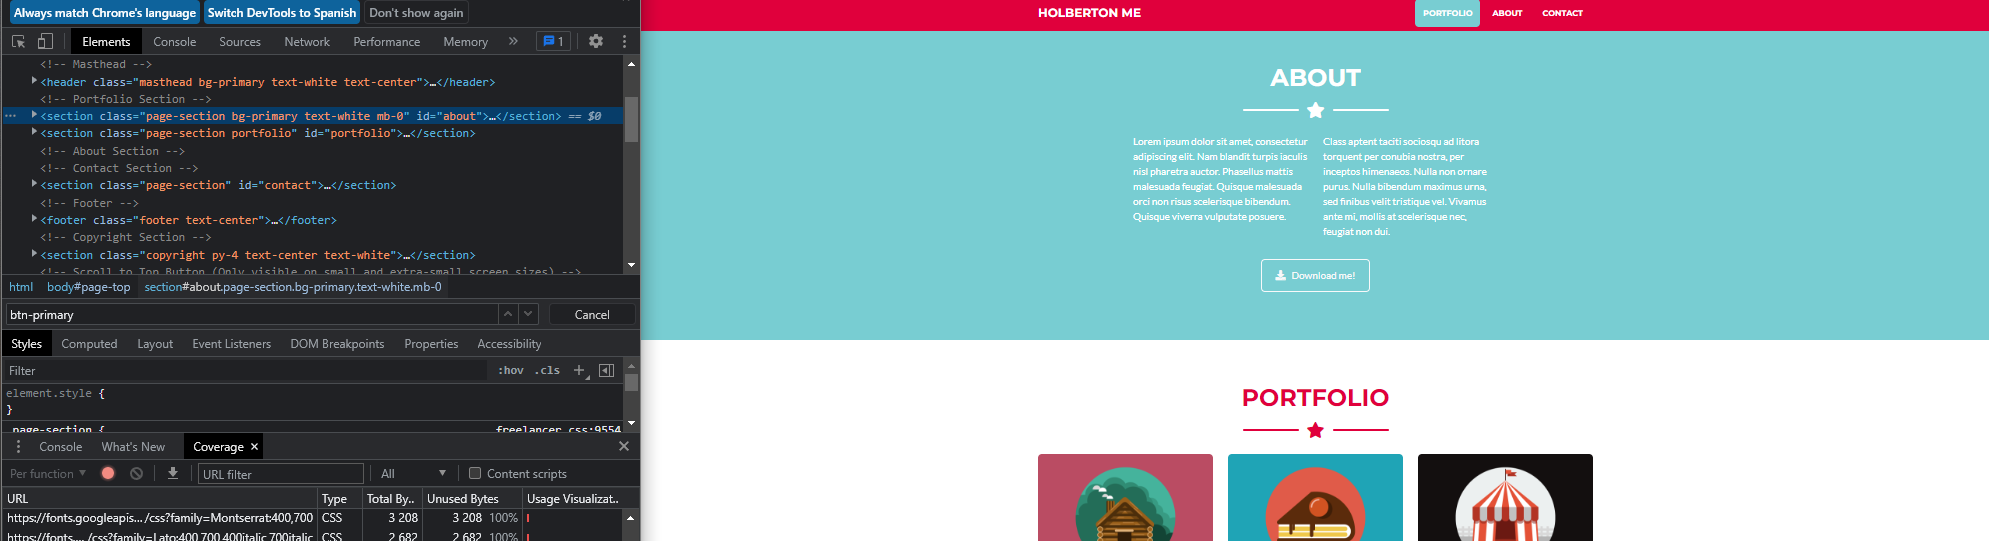 Always match Chrome's language Switch DevTools to Spanish Don't show again
Elements Console Sources Network Performance Memory » 1
<!-- Masthead -->
<header class="masthead bg-primary text-white text-center">…</header>
<!-- Portfolio Section -->
<section class="page-section bg-primary text-white mb-0" id="about">…</section> == $0
<section class="page-section portfolio" id="portfolio">…</section>
<!-- About Section -->
<!-- Contact Section -->
<section class="page-section" id="contact">…</section>
<!-- Footer -->
<footer class="footer text-center">…</footer>
<!-- Copyright Section -->
<section class="copyright py-4 text-center text-white">…</section>
<!-- Scroll to Top Button (Only visible on small and extra-small screen sizes) -->
html body#page-top section#about.page-section.bg-primary.text-white.mb-0
btn-primary Cancel
Styles Computed Layout Event Listeners DOM Breakpoints Properties Accessibility
Filter :hov .cls +
element.style {
}
.page-section { freelancer.css:9554
Console What's New Coverage ×
Per function URL filter All Content scripts
URL Type Total By.. Unused Bytes Usage Visualizat..
https://fonts.googleapis.../css?family=Montserrat:400,700 CSS 3 208 3 208 100%
https://fonts.... /css?family=Lato:400,700,400italic,700italic CSS 2 682 2 682 100%
HOLBERTON ME PORTFOLIO ABOUT CONTACT
ABOUT
Lorem ipsum dolor sit amet, consectetur
adipiscing elit. Nam blandit turpis iaculis
nisl pharetra auctor. Phasellus mattis
malesuada feugiat. Quisque malesuada
orci non risus scelerisque bibendum.
Quisque viverra vulputate posuere.
Class aptent taciti sociosqu ad litora
torquent per conubia nostra, per
inceptos himenaeos. Nulla non ornare
purus. Nulla bibendum maximus urna,
sed finibus velit tristique vel. Vivamus
ante mi, mollis at scelerisque nec,
feugiat non dui.
Download me!
PORTFOLIO